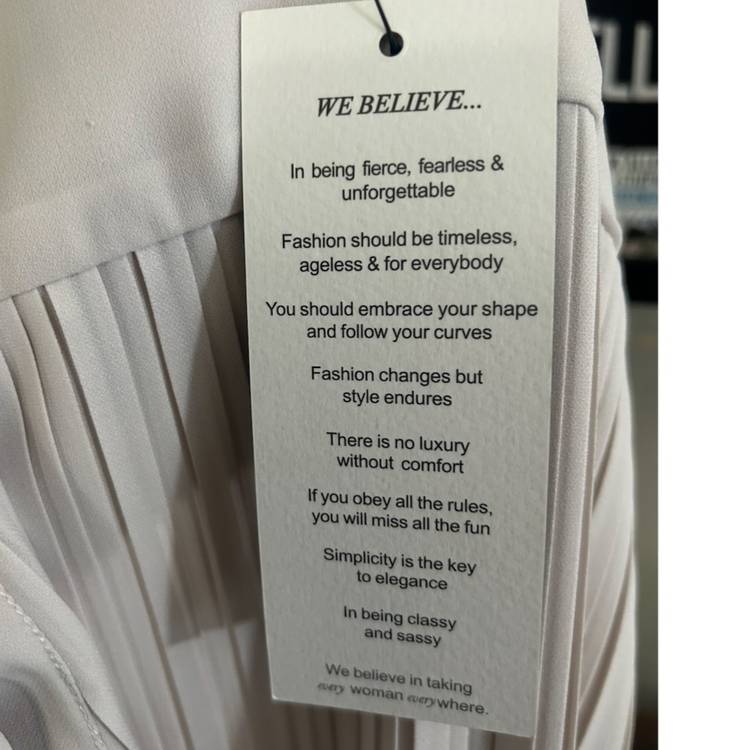 WE BELIEVE...
In being fierce, fearless &
unforgettable
Fashion should be timeless,
ageless & for everybody
You should embrace your shape
and follow your curves
Fashion changes but
style endures
There is no luxury
without comfort
If you obey all the rules,
you will miss all the fun
Simplicity is the key
to elegance
In being classy
and sassy
We believe in taking
every woman everywhere.